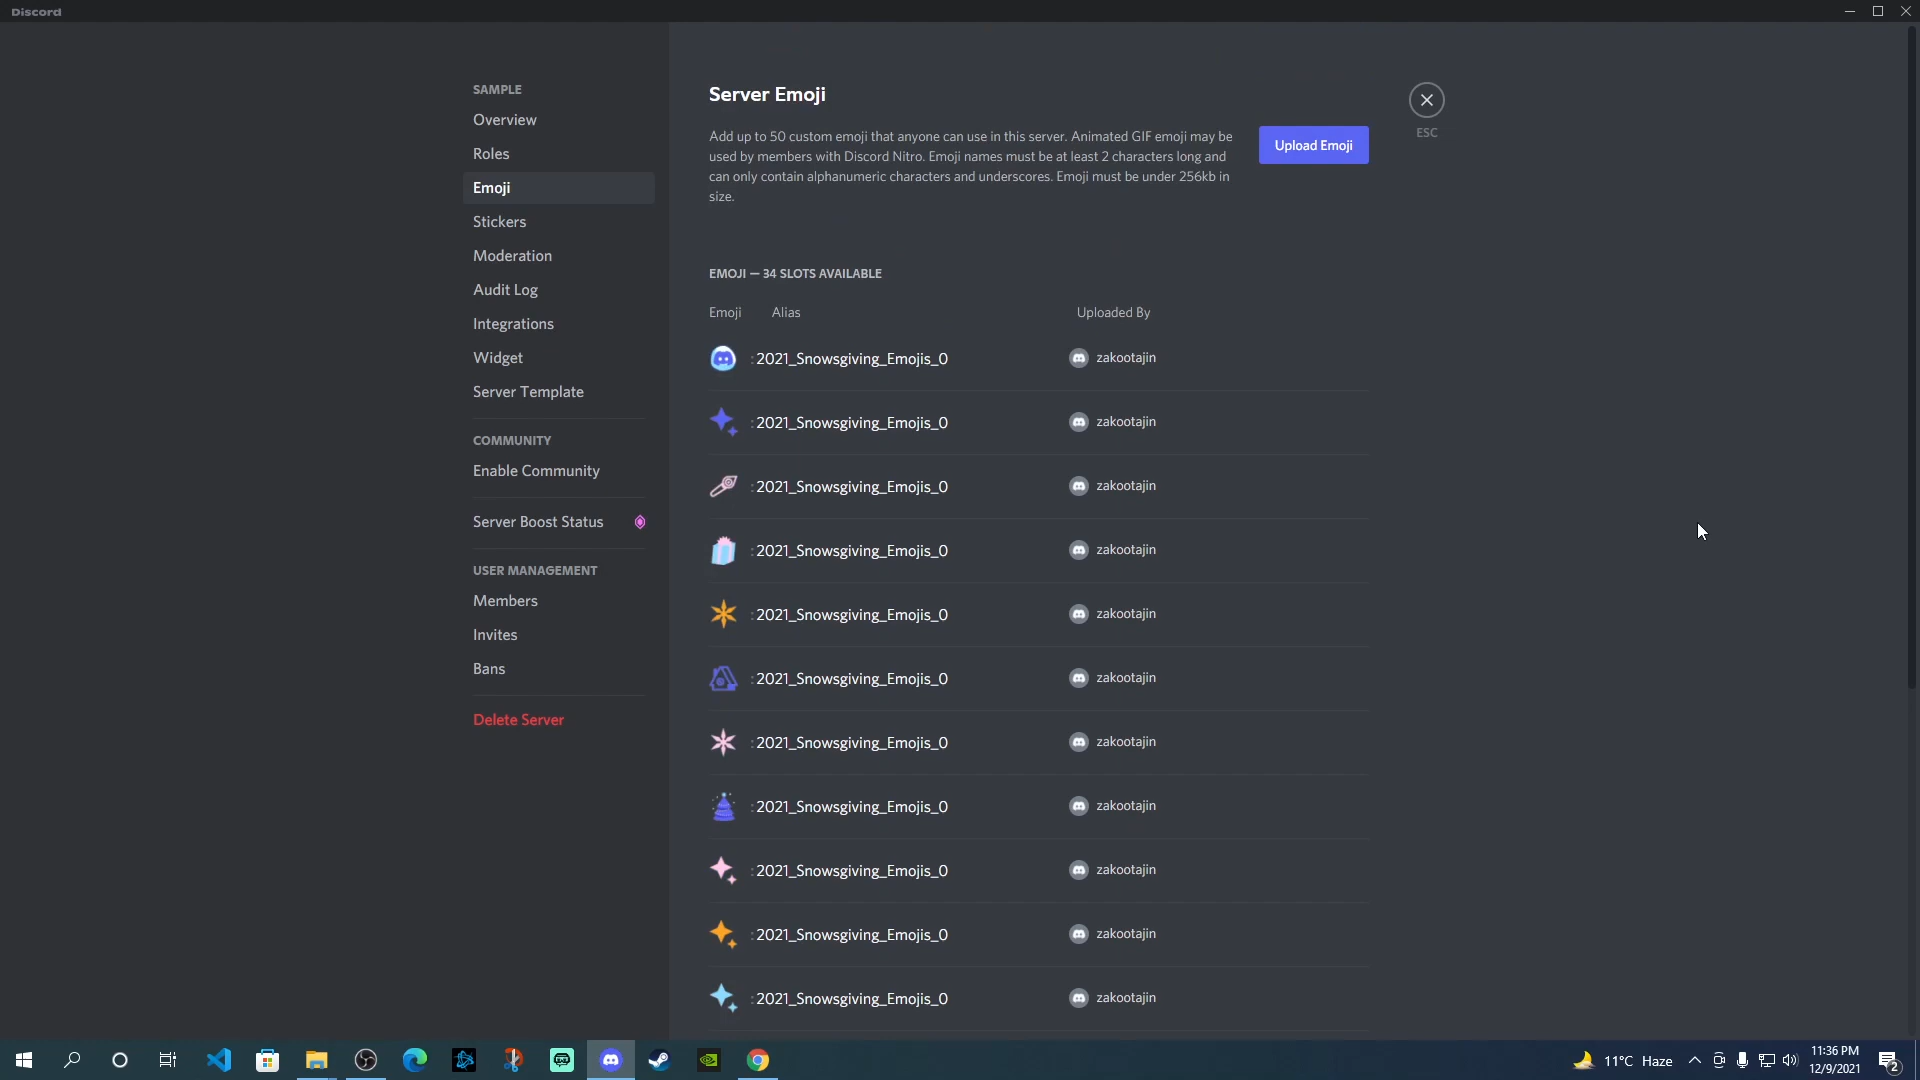 Discord
SAMPLE
Overview
Roles
Emoji
Stickers
Moderation
Audit Log
Integrations
Widget
Server Template
COMMUNITY
Enable Community
Server Boost Status
USER MANAGEMENT
Members
Invites
Bans
Delete Server
Server Emoji
Add up to 50 custom emoji that anyone can use in this server. Animated GIF emoji may be
used by members with Discord Nitro. Emoji names must be at least 2 characters long and
can only contain alphanumeric characters and underscores. Emoji must be under 256kb in
size.
Upload Emoji
ESC
EMOJI — 34 SLOTS AVAILABLE
Emoji Alias Uploaded By
:2021_Snowsgiving_Emojis_0 zakootajin
:2021_Snowsgiving_Emojis_0 zakootajin
:2021_Snowsgiving_Emojis_0 zakootajin
:2021_Snowsgiving_Emojis_0 zakootajin
:2021_Snowsgiving_Emojis_0 zakootajin
:2021_Snowsgiving_Emojis_0 zakootajin
:2021_Snowsgiving_Emojis_0 zakootajin
:2021_Snowsgiving_Emojis_0 zakootajin
:2021_Snowsgiving_Emojis_0 zakootajin
:2021_Snowsgiving_Emojis_0 zakootajin
:2021_Snowsgiving_Emojis_0 zakootajin
11°C Haze
11:36 PM
12/9/2021
2